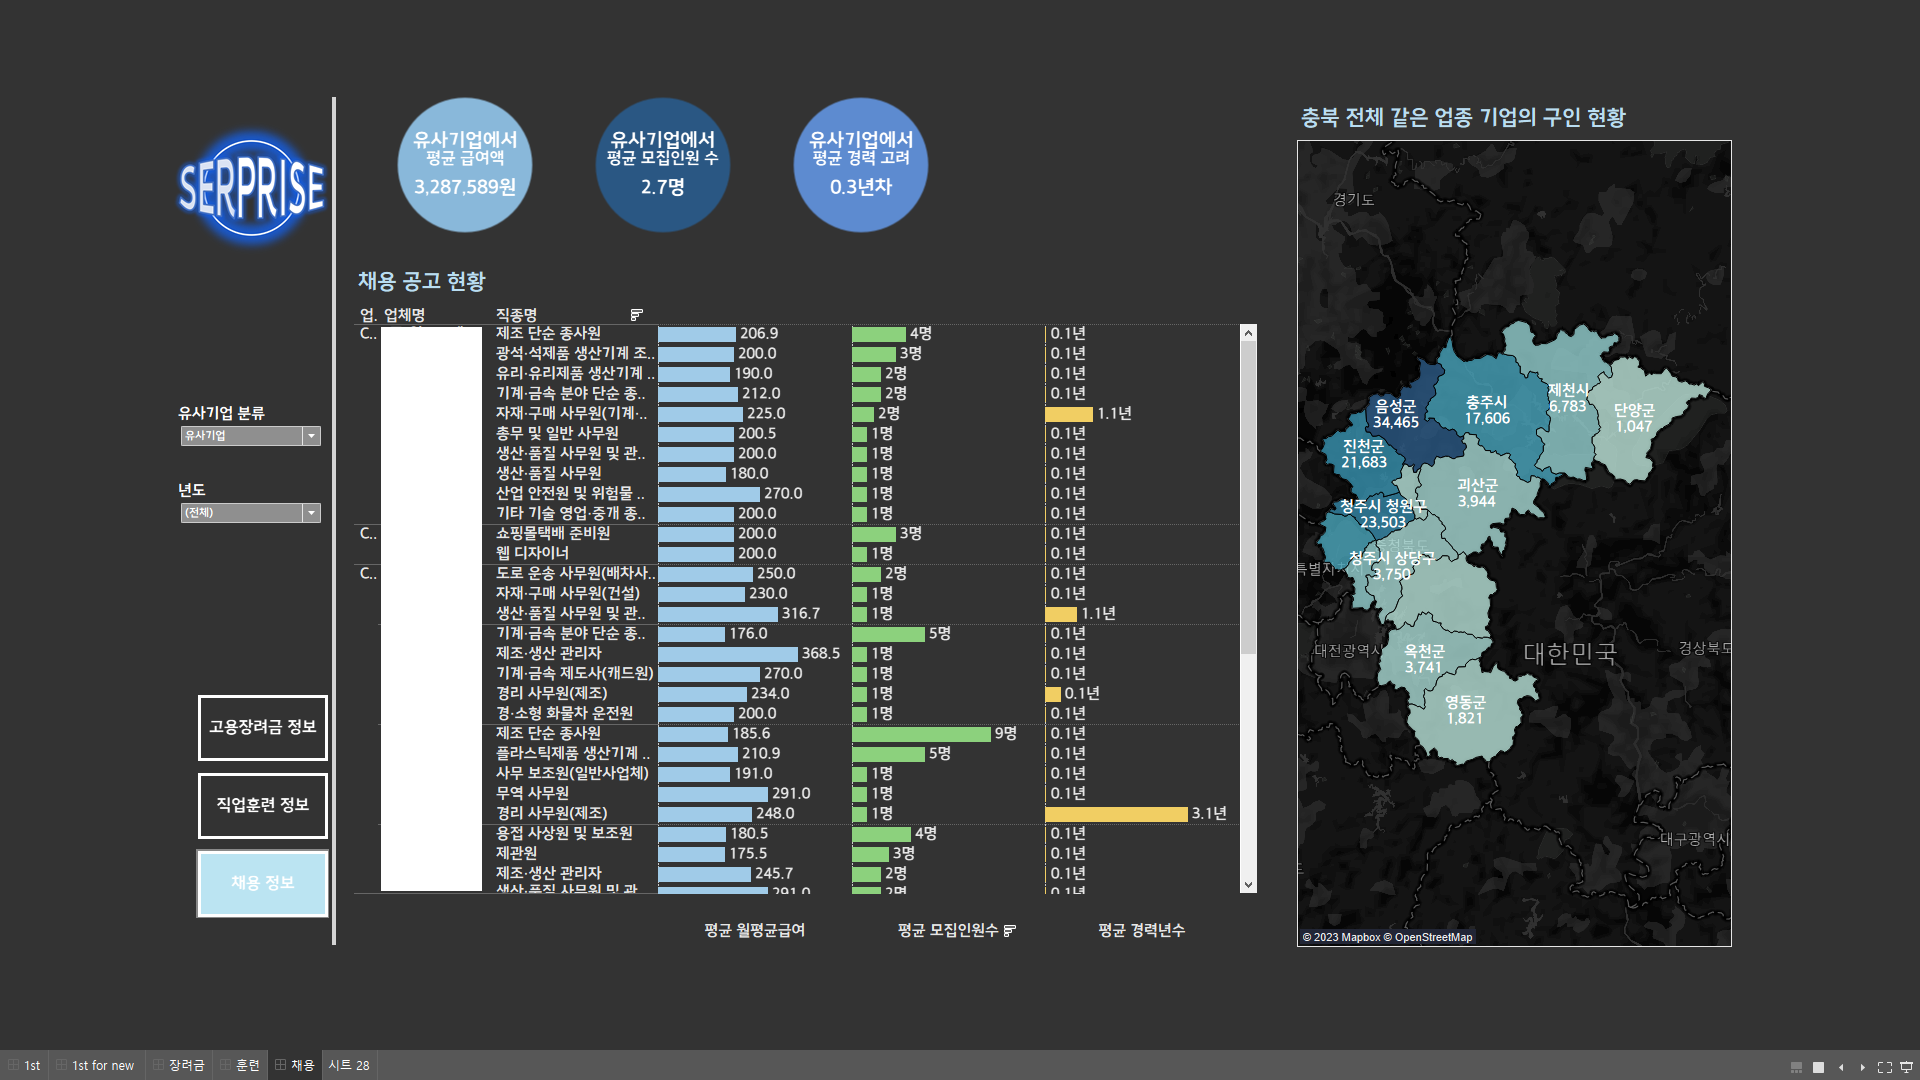 SERPRISE
유사기업 분류
유사기업
년도
(전체)
고용장려금 정보
직업훈련 정보
채용 정보
유사기업에서
평균 급여액
3,287,589원
유사기업에서
평균 모집인원 수
2.7명
유사기업에서
평균 경력 고려
0.3년차
채용 공고 현황
업. 업체명 직종명
C.. 제조 단순 종사원 206.9 4명 0.1년
광석·석제품 생산기계 조.. 200.0 3명 0.1년
유리·유리제품 생산기계 .. 190.0 2명 0.1년
기계·금속 분야 단순 종.. 212.0 2명 0.1년
자재·구매 사무원(기계·.. 225.0 2명 1.1년
총무 및 일반 사무원 200.5 1명 0.1년
생산·품질 사무원 및 관.. 200.0 1명 0.1년
생산·품질 사무원 180.0 1명 0.1년
산업 안전원 및 위험물 .. 270.0 1명 0.1년
기타 기술 영업·중개 종.. 200.0 1명 0.1년
C.. 쇼핑몰택배 준비원 200.0 3명 0.1년
웹 디자이너 200.0 1명 0.1년
C.. 도로 운송 사무원(배차사.. 250.0 2명 0.1년
자재·구매 사무원(건설) 230.0 1명 0.1년
생산·품질 사무원 및 관.. 316.7 1명 1.1년
기계·금속 분야 단순 종.. 176.0 5명 0.1년
제조·생산 관리자 368.5 1명 0.1년
기계·금속 제도사(캐드원) 270.0 1명 0.1년
경리 사무원(제조) 234.0 1명 0.1년
경·소형 화물차 운전원 200.0 1명 0.1년
제조 단순 종사원 185.6 9명 0.1년
플라스틱제품 생산기계 .. 210.9 5명 0.1년
사무 보조원(일반사업체) 191.0 1명 0.1년
무역 사무원 291.0 1명 0.1년
경리 사무원(제조) 248.0 1명 3.1년
용접 사상원 및 보조원 180.5 4명 0.1년
제관원 175.5 3명 0.1년
제조·생산 관리자 245.7 2명 0.1년
생산·품질 사무원 및 관 291.0 2명 0.1년
평균 월평균급여 평균 모집인원수 평균 경력년수
충북 전체 같은 업종 기업의 구인 현황
경기도
제천시
6,783
음성군
34,465
충주시
17,606
단양군
1,047
진천군
21,683
괴산군
3,944
청주시 청원구
23,503
청주시 상당구
3,750
특별자
대전광역시
옥천군
3,741
대한민국
경상북도
영동군
1,821
대구광역시
© 2023 Mapbox © OpenStreetMap
1st 1st for new 장려금 훈련 채용 시트 28